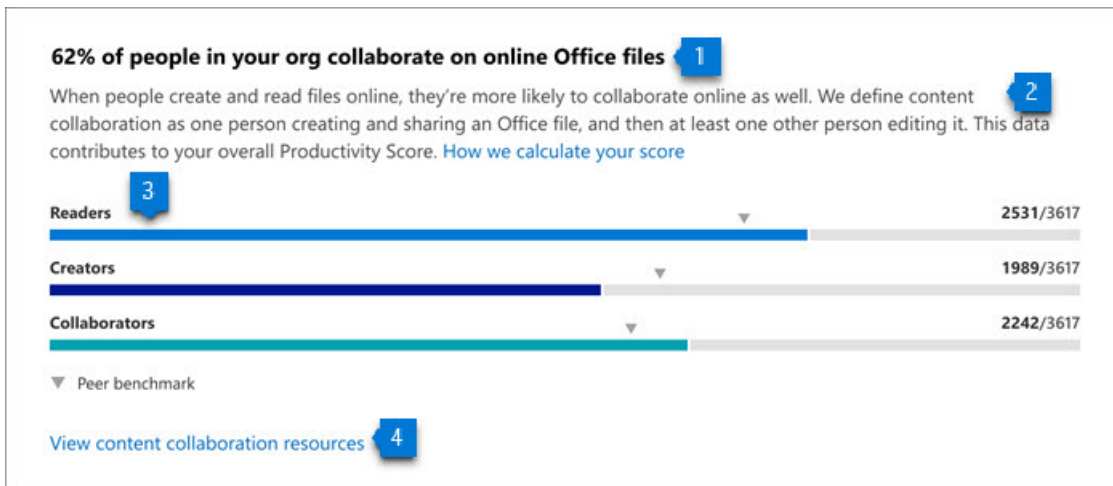 62% of people in your org collaborate on online Office files 1
When people create and read files online, they're more likely to collaborate online as well. We define content 2
collaboration as one person creating and sharing an Office file, and then at least one other person editing it. This data
contributes to your overall Productivity Score. How we calculate your score
3
Readers 2531/3617
Creators 1989/3617
Collaborators 2242/3617
Peer benchmark
View content collaboration resources 4